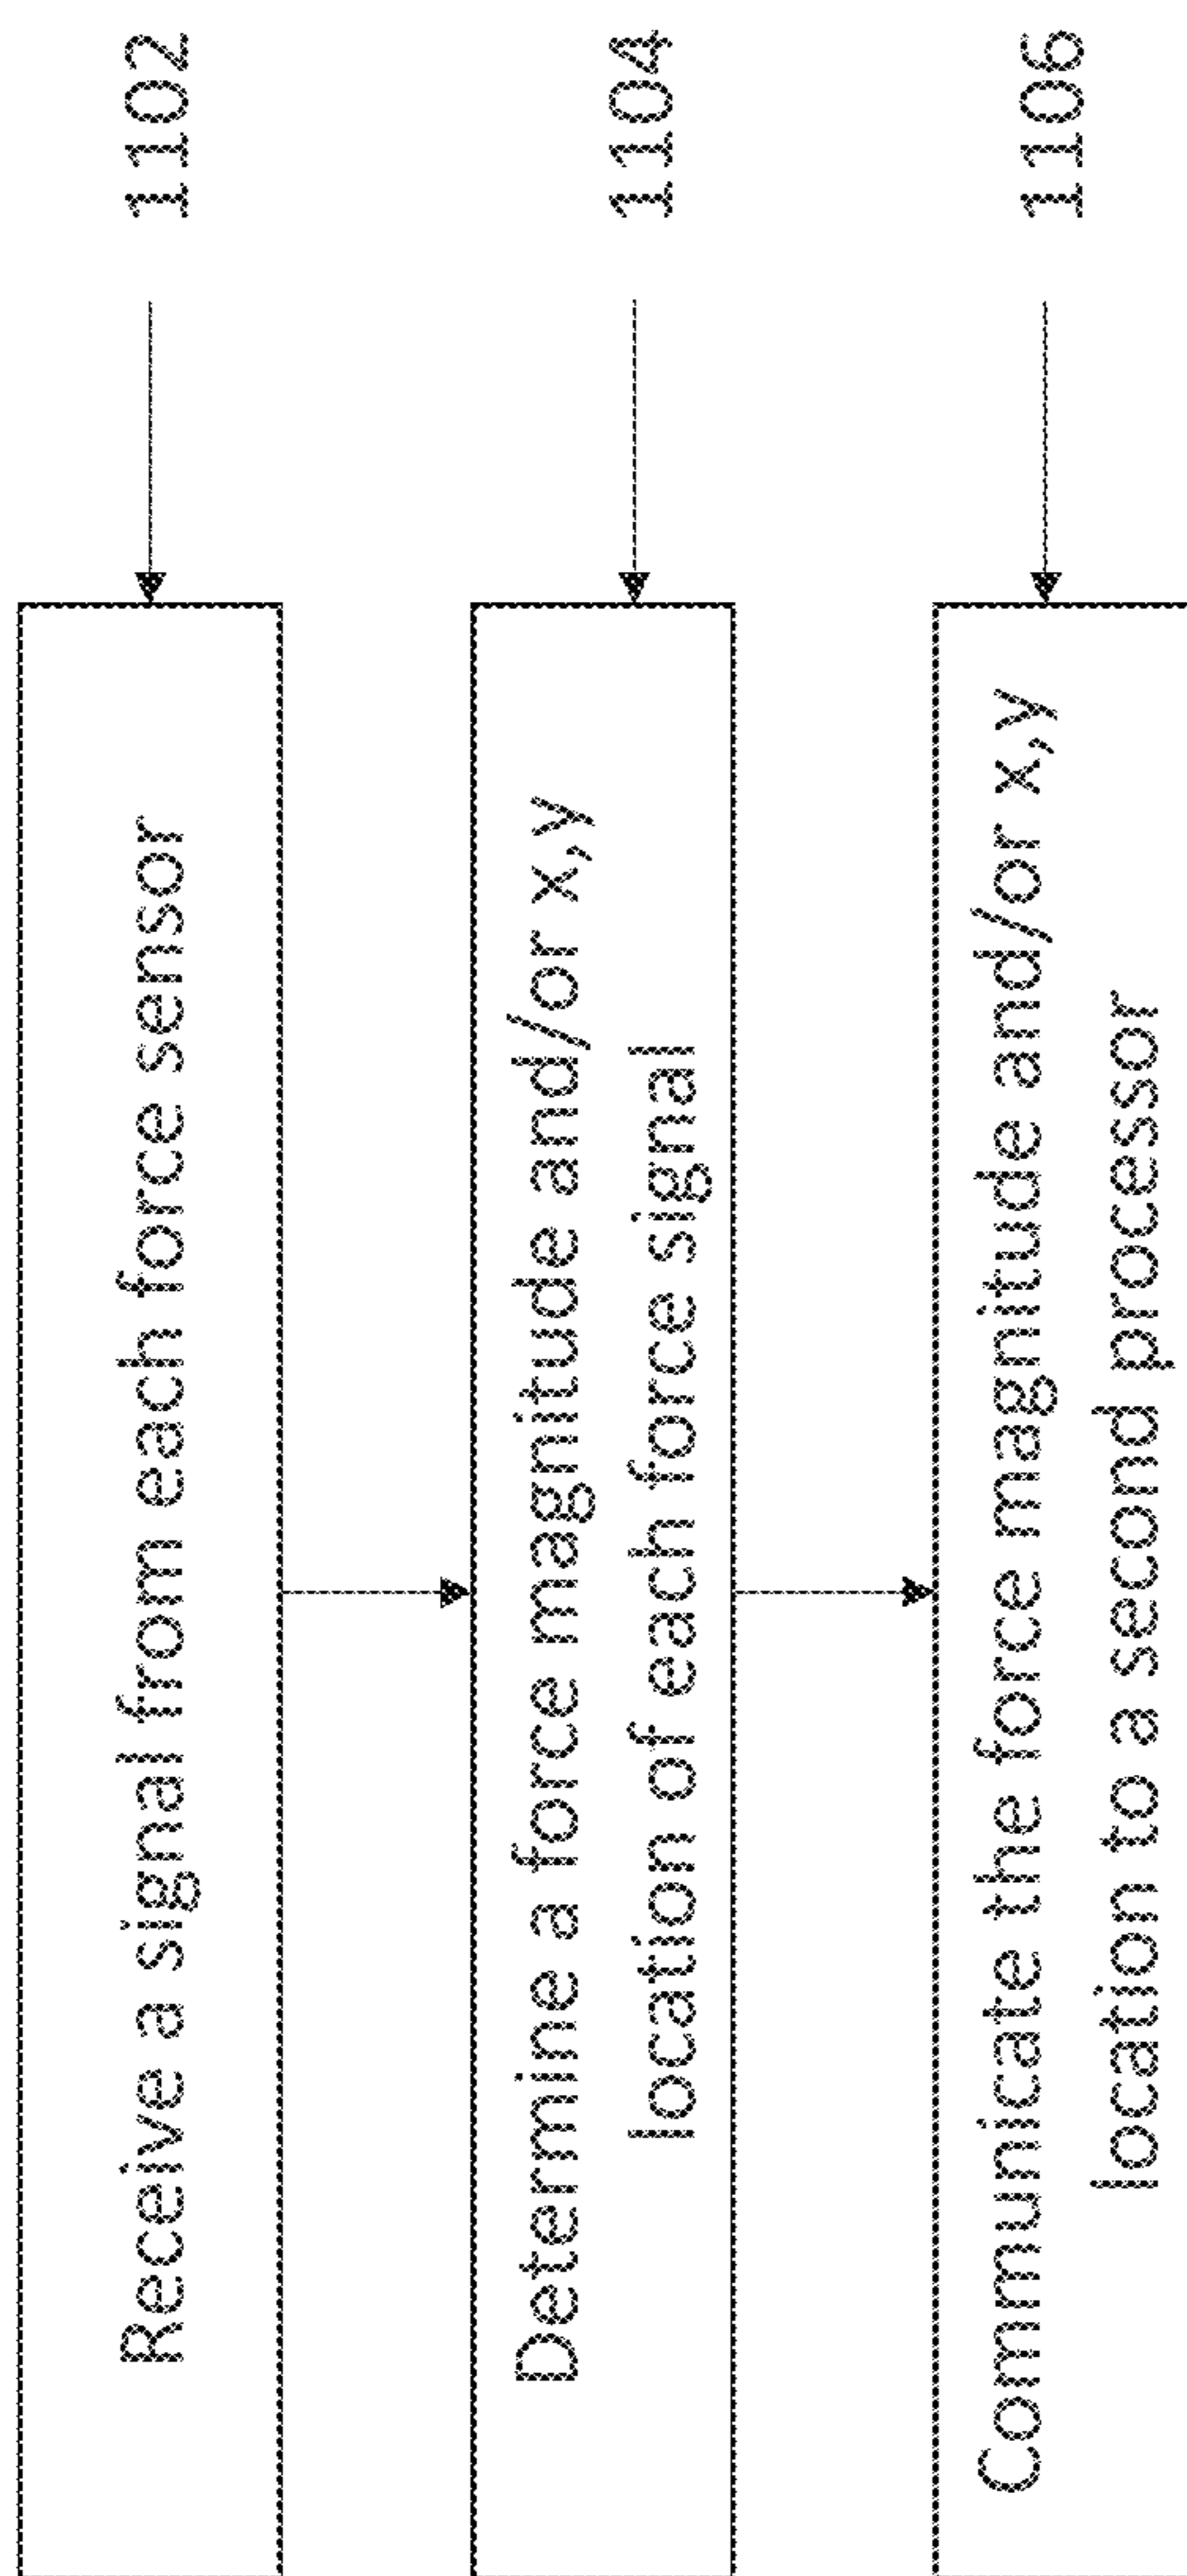 Receive a signal from each force sensor
1102
Determine a force magnitude and/or x,y
location of each force signal
1104
Communicate the force magnitude and/or x,y
location to a second processor
1106